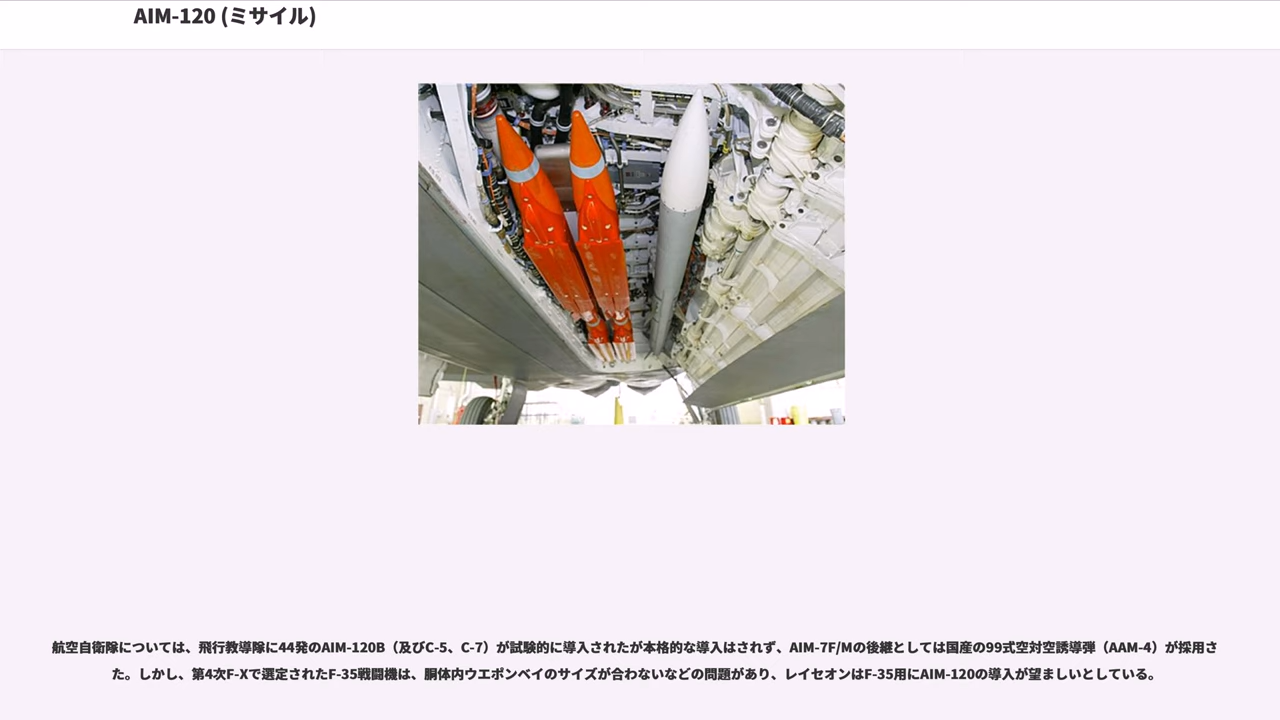 AIM-120 (ミサイル)
航空自衛隊については、飛行教導隊に44発のAIM-120B（及びC-5、C-7）が試験的に導入されたが本格的な導入はされず、AIM-7F/Mの後継としては国産の99式空対空誘導弾（AAM-4）が採用さ
た。しかし、第4次F-Xで選定されたF-35戦闘機は、胴体内ウエポンベイのサイズが合わないなどの問題があり、レイセオンはF-35用にAIM-120の導入が望ましいとしている。